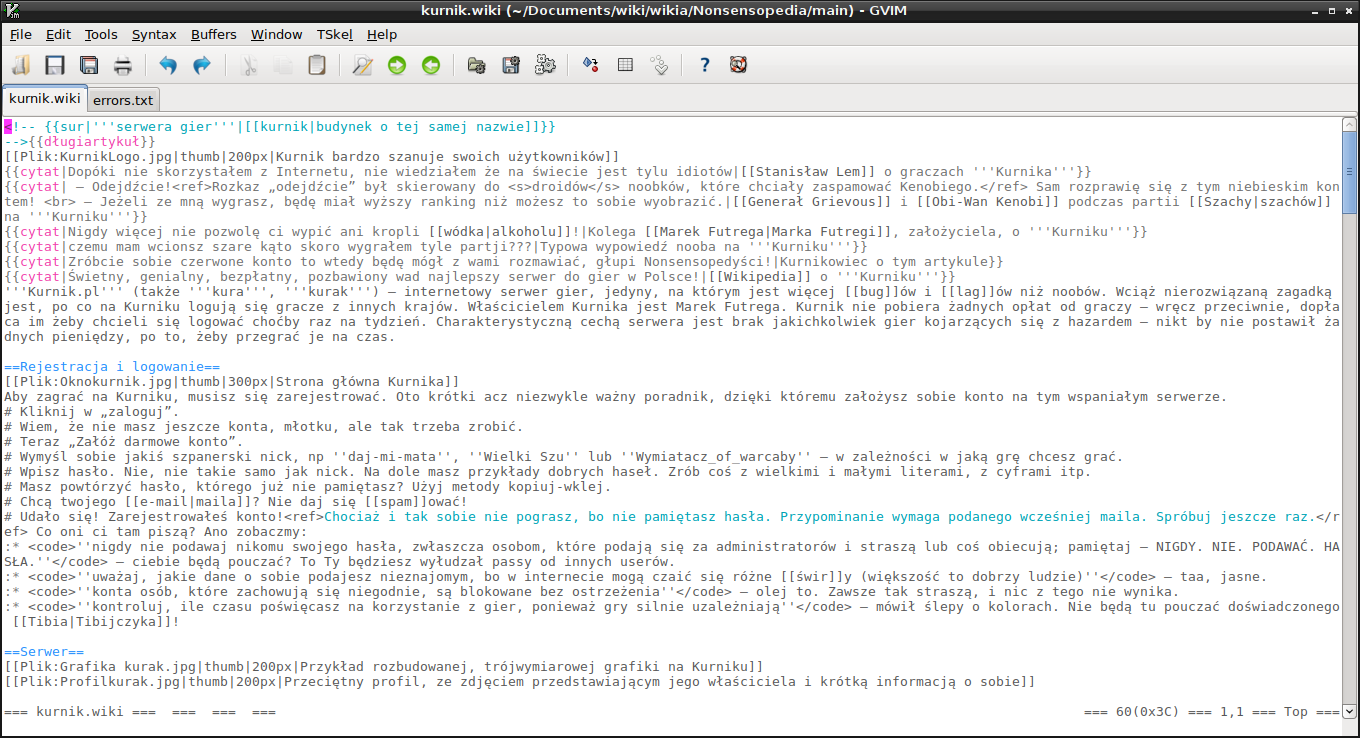 kurnik.wiki (~/Documents/wiki/wikia/Nonsensopedia/main) - GVIM
File Edit Tools Syntax Buffers Window TSkel Help
kurnik.wiki errors.txt
<!-- {{sur|'''serwera gier'''|[[kurnik|budynek o tej samej nazwie]]}}
-->{{długiartykuł}}
[[Plik:KurnikLogo.jpg|thumb|200px|Kurnik bardzo szanuje swoich użytkowników]]
{{cytat|Dopóki nie skorzystałem z Internetu, nie wiedziałem że na świecie jest tylu idiotów|[[Stanisław Lem]] o graczach '''Kurnika'''}}
{{cytat| – Odejdźcie!<ref>Rozkaz „odejdźcie” był skierowany do <s>droidów</s> noobków, które chciały zaspamować Kenobiego.</ref> Sam rozprawię się z tym niebieskim kon
tem! <br> – Jeżeli ze mną wygrasz, będę miał wyższy ranking niż możesz to sobie wyobrazić.|[[Generał Grievous]] i [[Obi-Wan Kenobi]] podczas partii [[Szachy|szachów]]
na '''Kurniku'''}}
{{cytat|Nigdy więcej nie pozwolę ci wypić ani kropli [[wódka|alkoholu]]!|Kolega [[Marek Futrega|Marka Futregi]], założyciela, o '''Kurniku'''}}
{{cytat|czemu mam wcionsz szare kąto skoro wygrałem tyle partji???|Typowa wypowiedź nooba na '''Kurniku'''}}
{{cytat|Zróbcie sobie czerwone konto to wtedy będę mógł z wami rozmawiać, głupi Nonsensopedyści!|Kurnikowiec o tym artykule}}
{{cytat|Świetny, genialny, bezpłatny, pozbawiony wad najlepszy serwer do gier w Polsce!|[[Wikipedia]] o '''Kurniku'''}}
'''Kurnik.pl''' (także '''kura''', '''kurak''') – internetowy serwer gier, jedyny, na którym jest więcej [[bug]]ów i [[lag]]ów niż noobów. Wciąż nierozwiązaną zagadką
jest, po co na Kurniku logują się gracze z innych krajów. Właścicielem Kurnika jest Marek Futrega. Kurnik nie pobiera żadnych opłat od graczy – wręcz przeciwnie, dopła
ca im żeby chcieli się logować choćby raz na tydzień. Charakterystyczną cechą serwera jest brak jakichkolwiek gier kojarzących się z hazardem – nikt by nie postawił ża
dnych pieniędzy, po to, żeby przegrać je na czas.
==Rejestracja i logowanie==
[[Plik:Oknokurnik.jpg|thumb|300px|Strona główna Kurnika]]
Aby zagrać na Kurniku, musisz się zarejestrować. Oto krótki acz niezwykle ważny poradnik, dzięki któremu założysz sobie konto na tym wspaniałym serwerze.
# Kliknij w „zaloguj”.
# Wiem, że nie masz jeszcze konta, młotku, ale tak trzeba zrobić.
# Teraz „Załóż darmowe konto”.
# Wymyśl sobie jakiś szpanerski nick, np ''daj-mi-mata'', ''Wielki Szu'' lub ''Wymiatacz_of_warcaby'' – w zależności w jaką grę chcesz grać.
# Wpisz hasło. Nie, nie takie samo jak nick. Na dole masz przykłady dobrych haseł. Zrób coś z wielkimi i małymi literami, z cyframi itp.
# Masz powtórzyć hasło, którego już nie pamiętasz? Użyj metody kopiuj-wklej.
# Chcą twojego [[e-mail|maila]]? Nie daj się [[spam]]ować!
# Udało się! Zarejestrowałeś konto!<ref>Chociaż i tak sobie nie pograsz, bo nie pamiętasz hasła. Przypominanie wymaga podanego wcześniej maila. Spróbuj jeszcze raz.</r
ef> Co oni ci tam piszą? Ano zobaczmy:
:* <code>''nigdy nie podawaj nikomu swojego hasła, zwłaszcza osobom, które podają się za administratorów i straszą lub coś obiecują; pamiętaj – NIGDY. NIE. PODAWAĆ. HA
SŁA.''</code> – ciebie będą pouczać? To Ty będziesz wyłudzał passy od innych userów.
:* <code>''uważaj, jakie dane o sobie podajesz nieznajomym, bo w internecie mogą czaić się różne [[świr]]y (większość to dobrzy ludzie)''</code> – taa, jasne.
:* <code>''konta osób, które zachowują się niegodnie, są blokowane bez ostrzeżenia''</code> – olej to. Zawsze tak straszą, i nic z tego nie wynika.
:* <code>''kontroluj, ile czasu poświęcasz na korzystanie z gier, ponieważ gry silnie uzależniają''</code> – mówił ślepy o kolorach. Nie będą tu pouczać doświadczonego
[[Tibia|Tibijczyka]]!
==Serwer==
[[Plik:Grafika kurak.jpg|thumb|200px|Przykład rozbudowanej, trójwymiarowej grafiki na Kurniku]]
[[Plik:Profilkurak.jpg|thumb|200px|Przeciętny profil, ze zdjęciem przedstawiającym jego właściciela i krótką informacją o sobie]]
=== kurnik.wiki === === === === === 60(0x3C) === 1,1 === Top ===